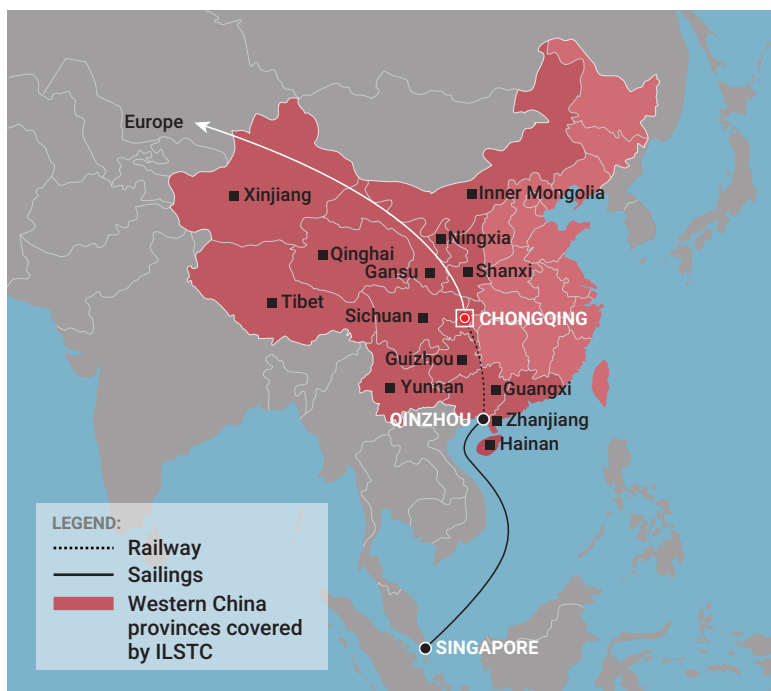 Europe
Xinjiang
Inner Mongolia
Ningxia
Qinghai
Gansu
Shanxi
Tibet
Sichuan
CHONGQING
Guizhou
Yunnan
Guangxi
QINZHOU
Zhanjiang
Hainan
LEGEND:
Railway
Sailings
Western China
provinces covered
by ILSTC
SINGAPORE